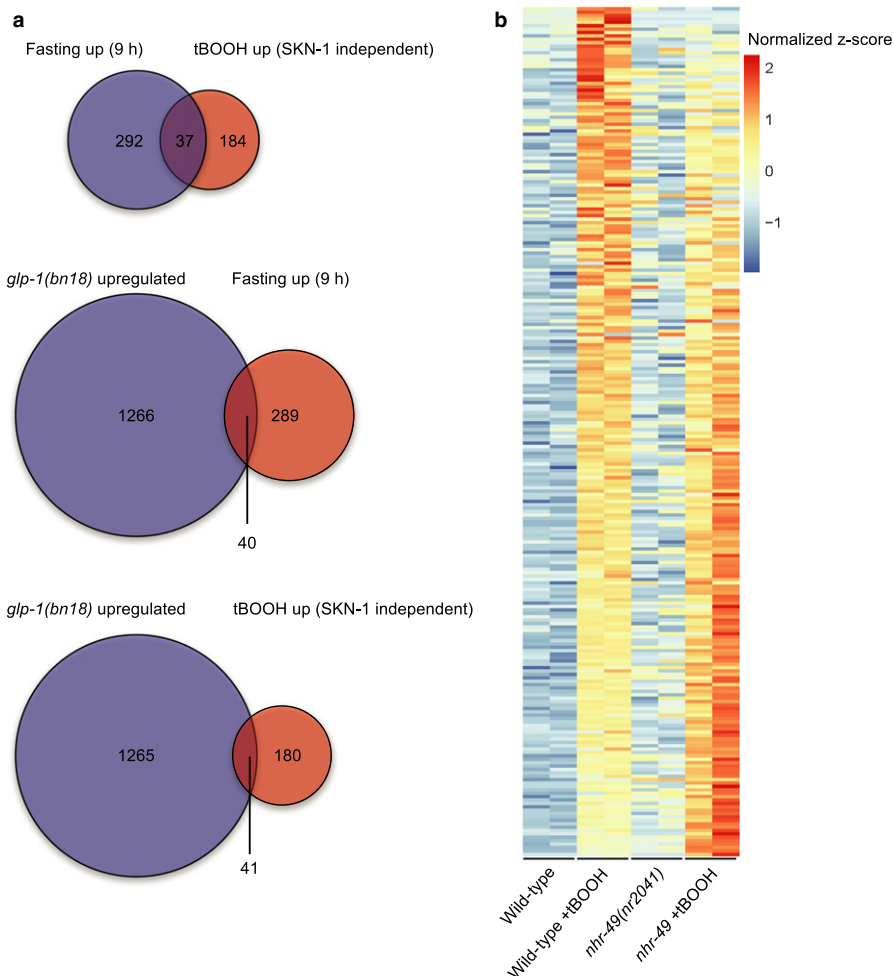 a
Fasting up (9 h)
tBOOH up (SKN-1 independent)
292
37
184
glp-1(bn18) upregulated
Fasting up (9 h)
1266
289
40
glp-1(bn18) upregulated
tBOOH up (SKN-1 independent)
1265
180
41
b
Normalized z-score
2
1
0
−1
Wild-type
Wild-type +tBOOH
nhr-49(nr2041)
nhr-49 +tBOOH